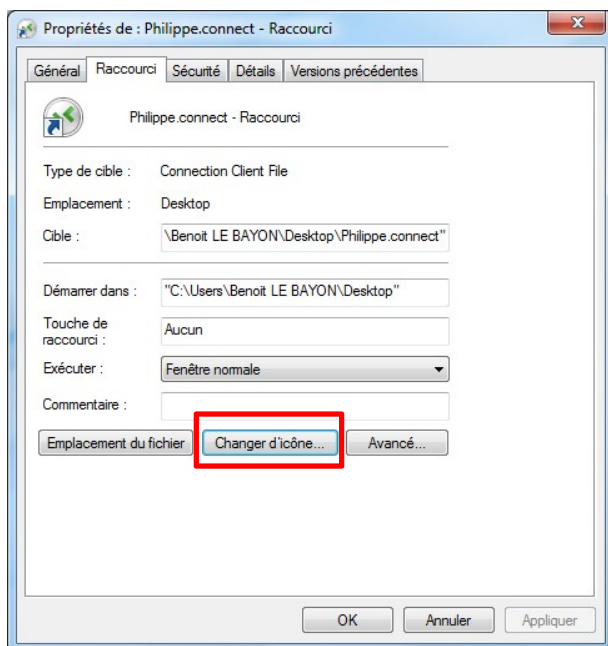 Propriétés de : Philippe.connect - Raccourci
Général Raccourci Sécurité Détails Versions précédentes
Philippe.connect - Raccourci
Type de cible : Connection Client File
Emplacement : Desktop
Cible : \Benoit LE BAYON\Desktop\Philippe.connect"
Démarrer dans : "C:\Users\Benoit LE BAYON\Desktop"
Touche de
raccourci : Aucun
Exécuter : Fenêtre normale
Commentaire :
Emplacement du fichier Changer d'icône... Avancé...
OK Annuler Appliquer